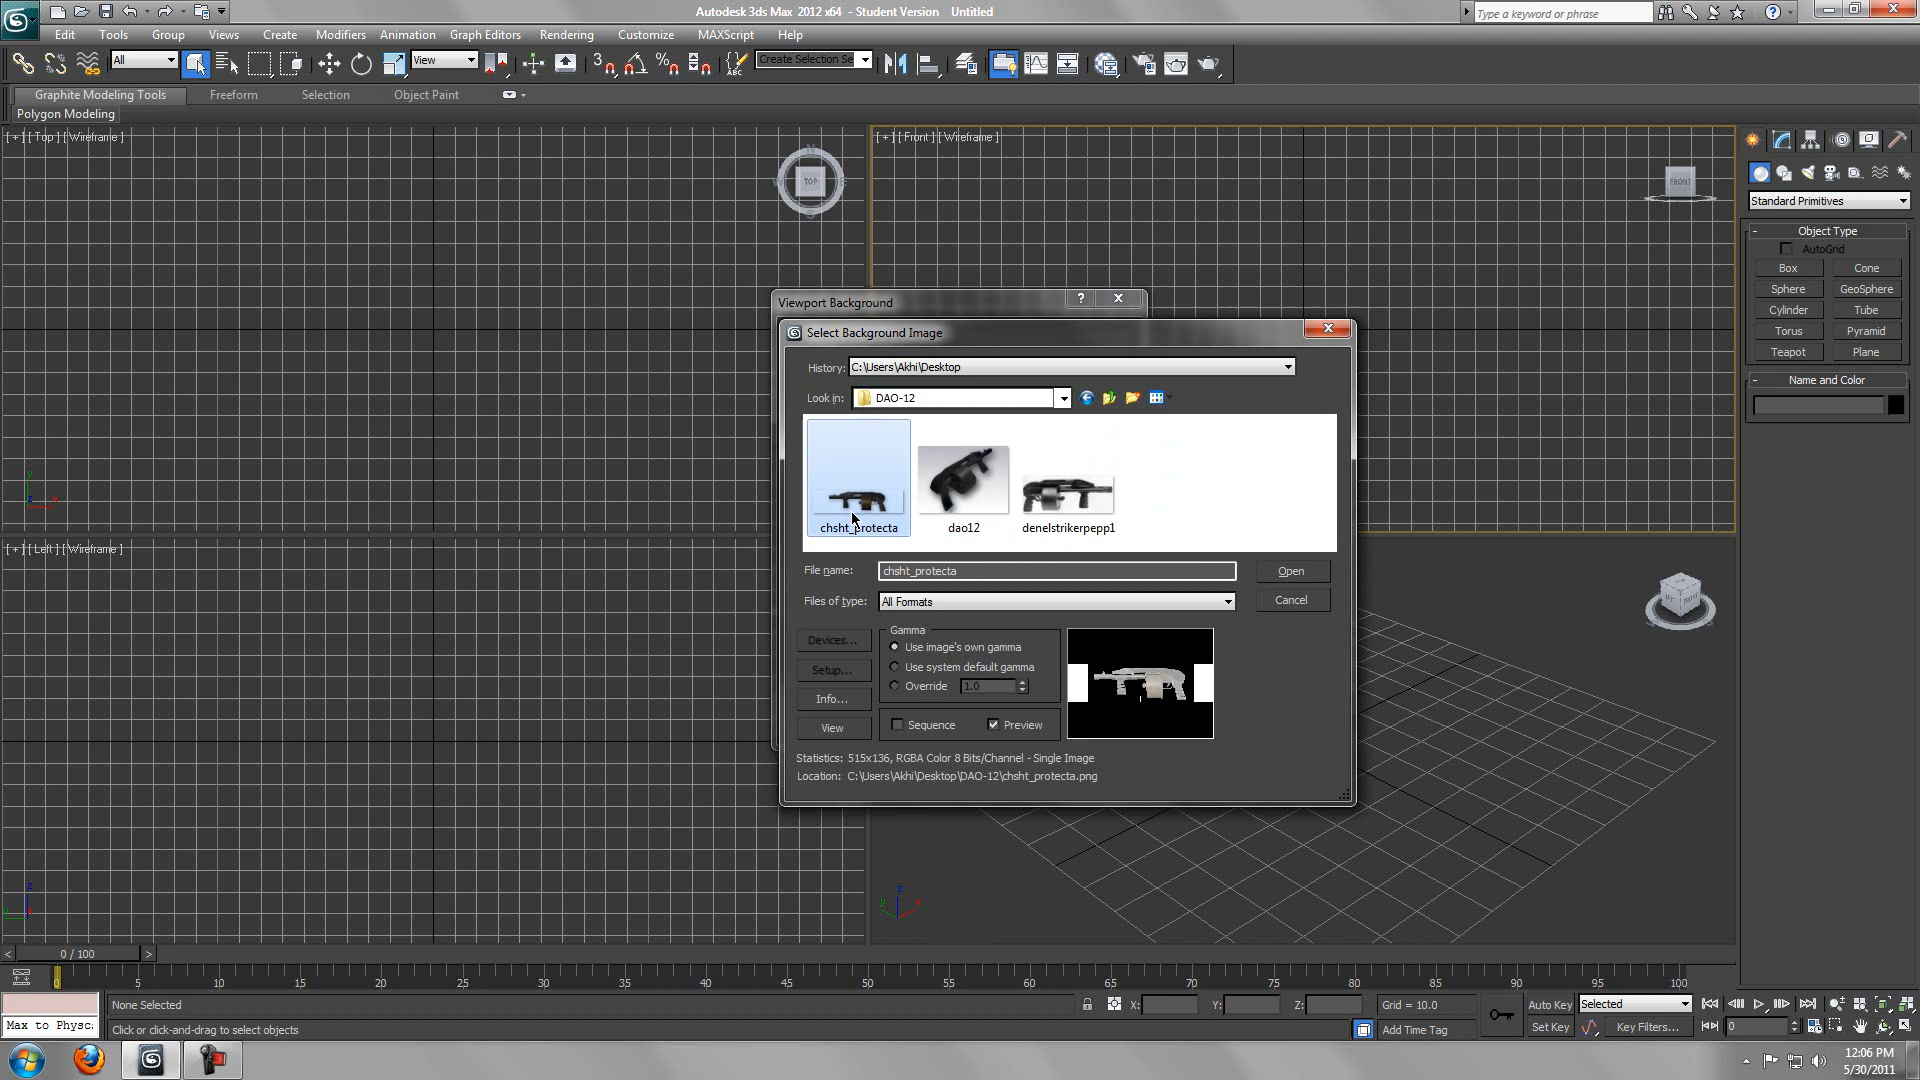 Autodesk 3ds Max 2012 x64 - Student Version Untitled
Type a keyword or phrase
Edit Tools Group Views Create Modifiers Animation Graph Editors Rendering Customize MAXScript Help
All
View
3
Create Selection Se
Graphite Modeling Tools Freeform Selection Object Paint
Polygon Modeling
[ + ] [ Top ] [ Wireframe ]
[ + ] [ Front ] [ Wireframe ]
TOP
FRONT
Standard Primitives
- Object Type
AutoGrid
Box Cone
Sphere GeoSphere
Cylinder Tube
Torus Pyramid
Teapot Plane
- Name and Color
Viewport Background
Select Background Image
History: C:\Users\Akhi\Desktop
Look in: DAO-12
chsht_protecta dao12 denelstrikerpepp1
File name: chsht_protecta Open
Files of type: All Formats Cancel
Devices...
Setup...
Info...
View
Gamma
Use image's own gamma
Use system default gamma
Override 1.0
Sequence Preview
Statistics: 515x136, RGBA Color 8 Bits/Channel - Single Image
Location: C:\Users\Akhi\Desktop\DAO-12\chsht_protecta.png
[ + ] [ Left ] [ Wireframe ]
z
x
y
< 0 / 100 >
0 5 10 15 20 25 30 35 40 45 50 55 60 65 70 75 80 85 90 95 100
None Selected X: Y: Z: Grid = 10.0 Auto Key Selected
Max to Physc:
Click or click-and-drag to select objects Add Time Tag Set Key Key Filters... 0
12:06 PM
5/30/2011